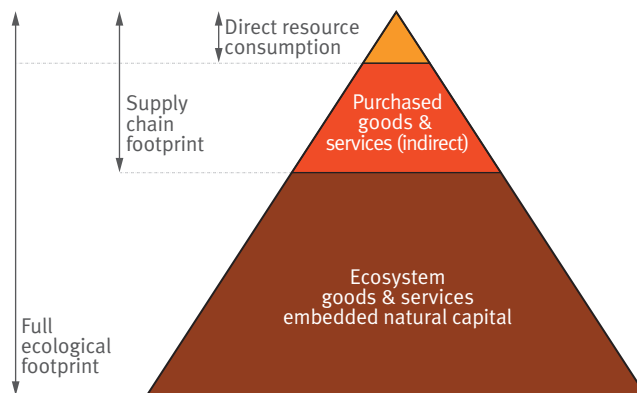 Direct resource
consumption
Supply
chain
footprint
Purchased
goods &
services (indirect)
Ecosystem
goods & services
embedded natural capital
Full
ecological
footprint